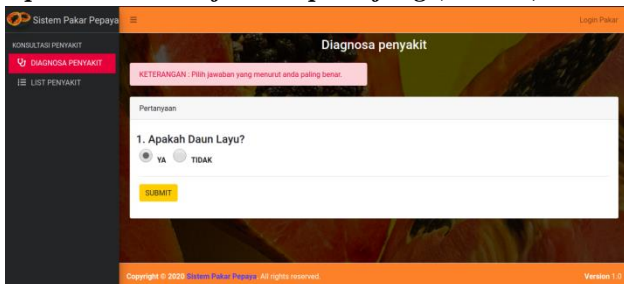 Sistem Pakar Pepaya
Login Pakar
KONSULTASI PENYAKIT
DIAGNOSA PENYAKIT
LIST PENYAKIT
Diagnosa penyakit
KETERANGAN : Pilih jawaban yang menurut anda paling benar.
Pertanyaan
1. Apakah Daun Layu?
YA TIDAK
SUBMIT
Copyright © 2020 Sistem Pakar Pepaya. All rights reserved.
Version 1.0